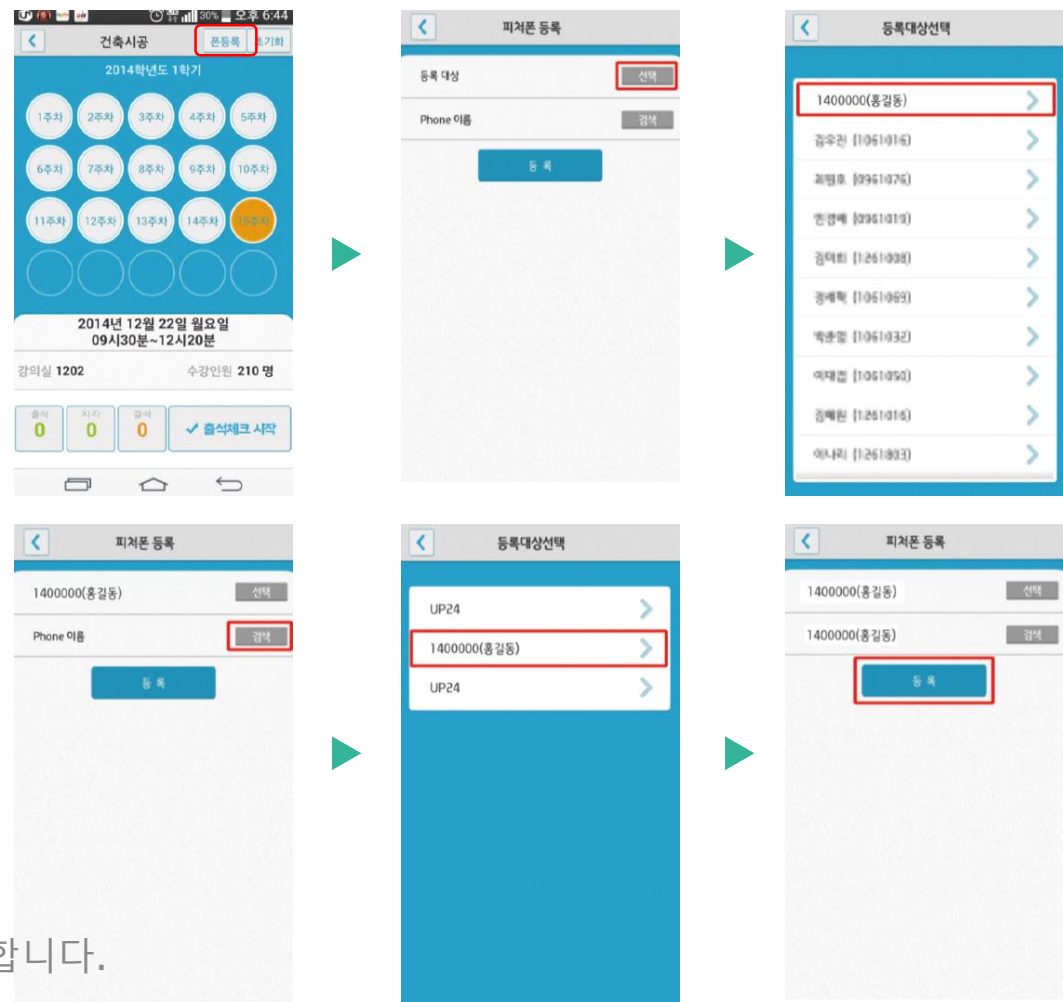 30% 오후 6:44
건축시공
폰등록
초기화
2014학년도 1학기
1주차 2주차 3주차 4주차 5주차
6주차 7주차 8주차 9주차 10주차
11주차 12주차 13주차 14주차 15주차
2014년 12월 22일 월요일
09시30분~12시20분
강의실 1202 수강인원 210 명
출석 지각 결석
0 0 0 ✓ 출석체크 시작
피처폰 등록
등록 대상 선택
Phone 이름 검색
등 록
등록대상선택
1400000(홍길동)
피처폰 등록
1400000(홍길동) 선택
Phone 이름 검색
등 록
등록대상선택
UP24
1400000(홍길동)
UP24
피처폰 등록
1400000(홍길동) 선택
1400000(홍길동) 검색
등 록
합니다.